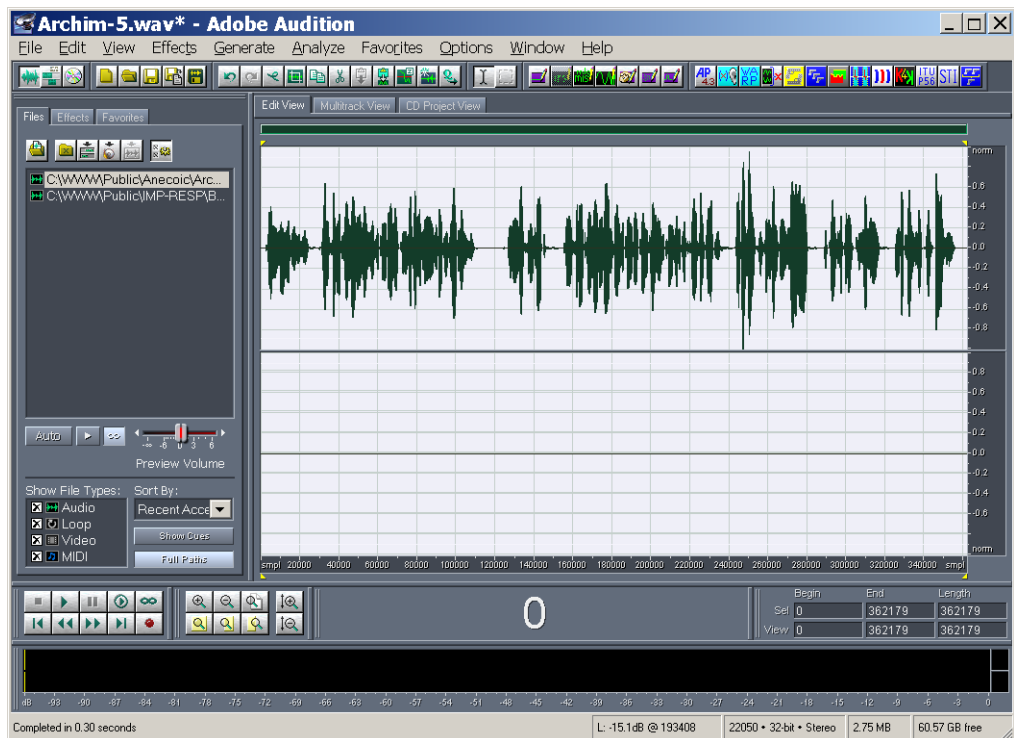 Archim-5.wav* - Adobe Audition
File Edit View Effects Generate Analyze Favorites Options Window Help
Files Effects Favorites
Edit View Multitrack View CD Project View
C:\WWW\Public\Anecoic\Arc...
C:\WWW\Public\IMP-RESP\B...
norm
-0.6
-0.4
-0.2
-0.0
-0.2
-0.4
-0.6
-0.8
-0.8
-0.6
-0.4
-0.2
-0.0
-0.2
-0.4
-0.6
norm
smpl 20000 40000 60000 80000 100000 120000 140000 160000 180000 200000 220000 240000 260000 280000 300000 320000 340000 smpl
Auto
-∞ -6 0 3 6
Preview Volume
Show File Types: Sort By:
Audio
Loop
Video
MIDI
Recent Acce
Show Cues
Full Paths
0
Begin End Length
Sel 0 362179 362179
View 0 362179 362179
dB -93 -90 -87 -84 -81 -78 -75 -72 -69 -66 -63 -60 -57 -54 -51 -48 -45 -42 -39 -36 -33 -30 -27 -24 -21 -18 -15 -12 -9 -6 -3 0
Completed in 0.30 seconds L: -15.1dB @ 193408 22050 • 32-bit • Stereo 2.75 MB 60.57 GB free